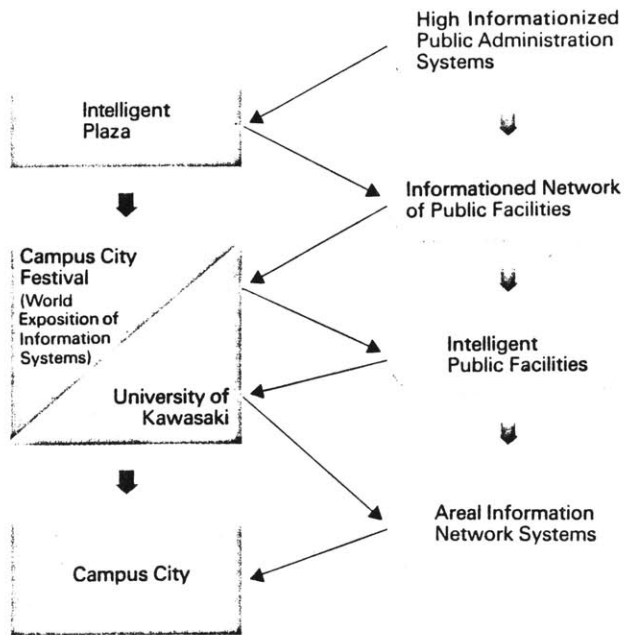 High Informationized
Public Administration
Systems
Intelligent
Plaza
Informationed Network
of Public Facilities
Campus City
Festival
(World
Exposition of
Information
Systems)
Intelligent
Public Facilities
University of
Kawasaki
Areal Information
Network Systems
Campus City